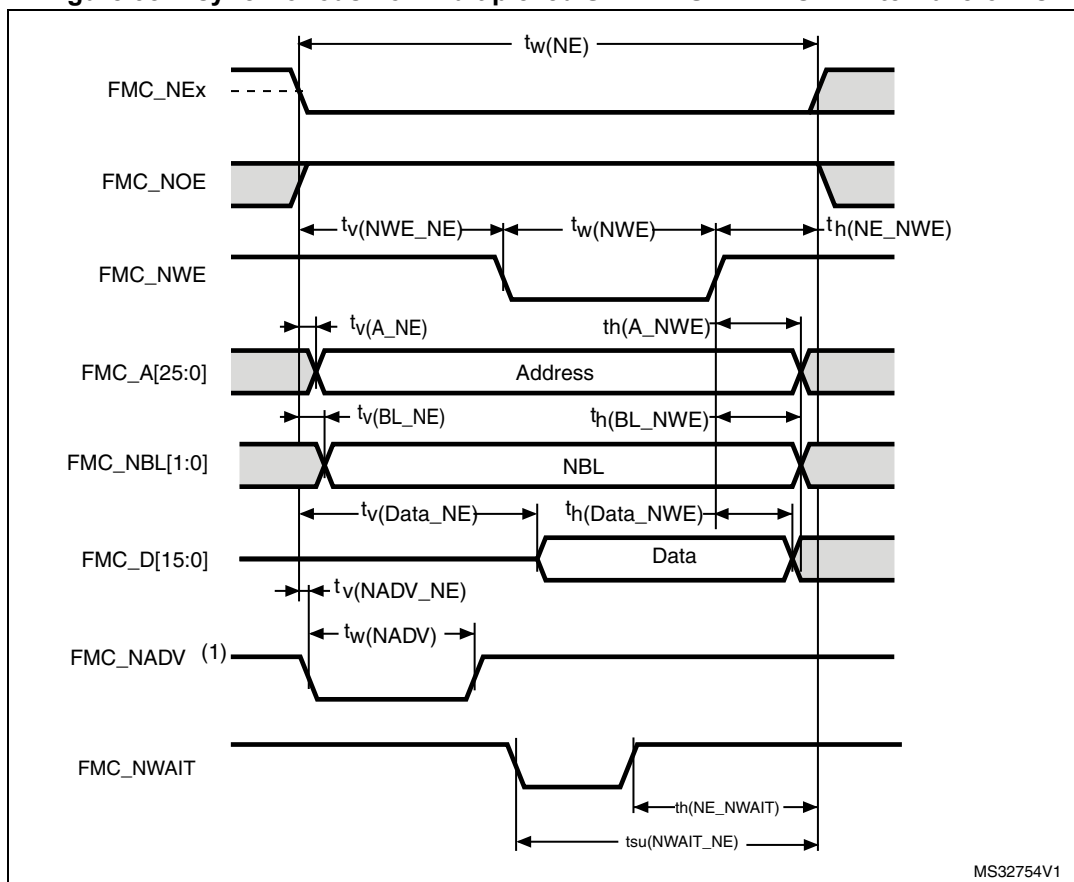 tw(NE)
FMC_NEx
FMC_NOE
tv(NWE_NE)
tw(NWE)
th(NE_NWE)
FMC_NWE
tv(A_NE)
th(A_NWE)
FMC_A[25:0]
Address
tv(BL_NE)
th(BL_NWE)
FMC_NBL[1:0]
NBL
tv(Data_NE)
th(Data_NWE)
FMC_D[15:0]
Data
tv(NADV_NE)
tw(NADV)
FMC_NADV (1)
FMC_NWAIT
th(NE_NWAIT)
tsu(NWAIT_NE)
MS32754V1